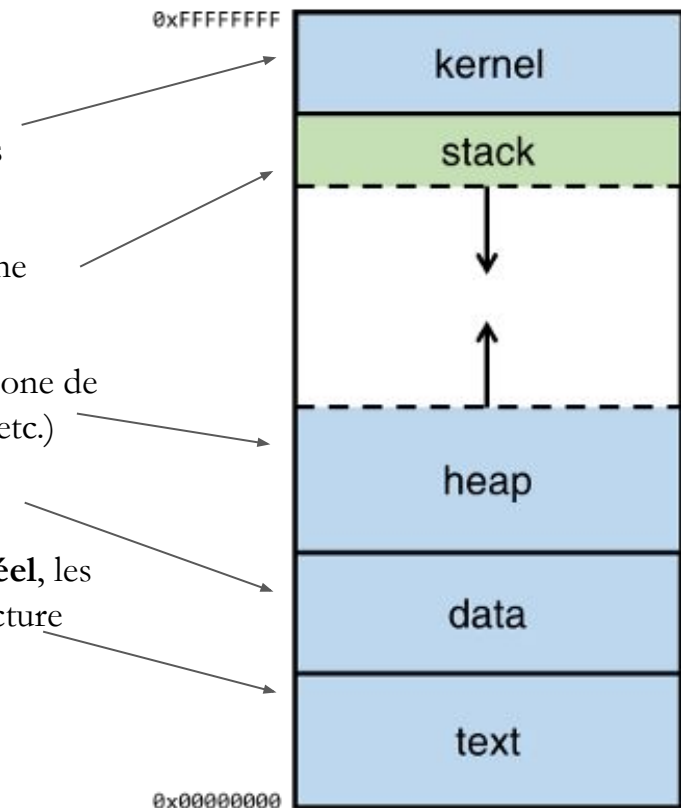 0xFFFFFFFF
kernel
s
stack
ne
one de
etc.)
heap
éel, les
data
cture
text
0x00000000